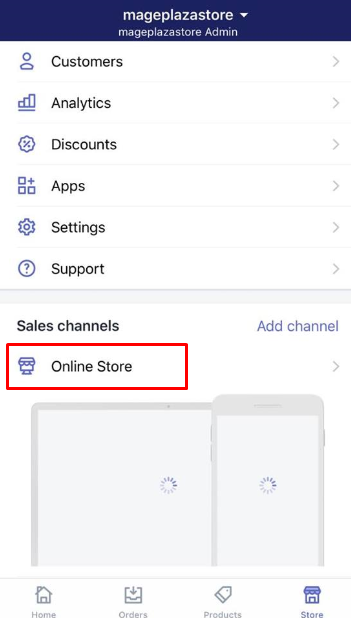 mageplazastore
mageplazastore Admin
Customers
Analytics
Discounts
Apps
Settings
Support
Sales channels Add channel
Online Store
Home Orders Products Store